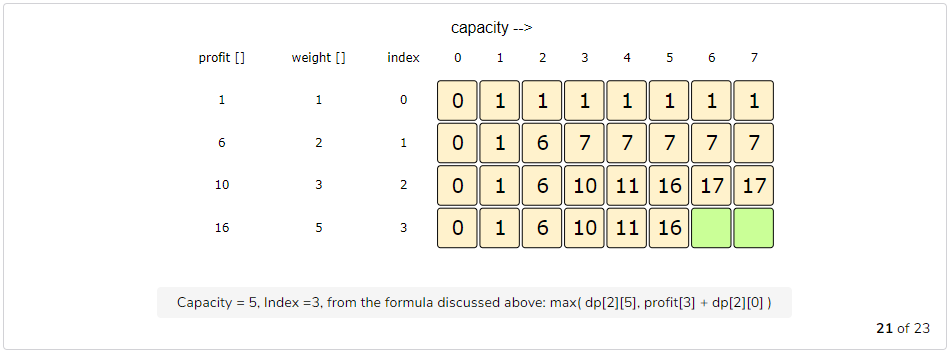 capacity -->
profit [] weight [] index 0 1 2 3 4 5 6 7
1 1 0 0 1 1 1 1 1 1 1
6 2 1 0 1 6 7 7 7 7 7
10 3 2 0 1 6 10 11 16 17 17
16 5 3 0 1 6 10 11 16
Capacity = 5, Index =3, from the formula discussed above: max( dp[2][5], profit[3] + dp[2][0] )
21 of 23